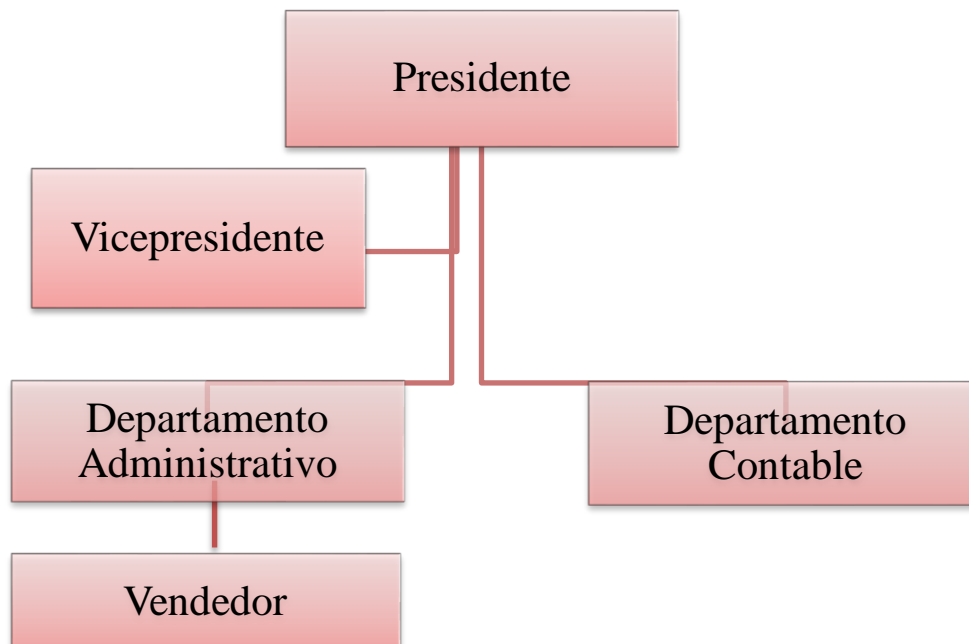 Presidente
Vicepresidente
Departamento
Administrativo
Departamento
Contable
Vendedor